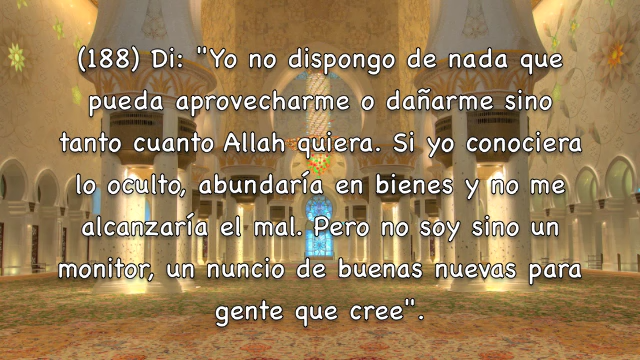 (188) Di: "Yo no dispongo de nada que
pueda aprovecharme o dañarme sino
tanto cuanto Allah quiera. Si yo conociera
lo oculto, abundaría en bienes y no me
alcanzaría el mal. Pero no soy sino un
monitor, un nuncio de buenas nuevas para
gente que cree".